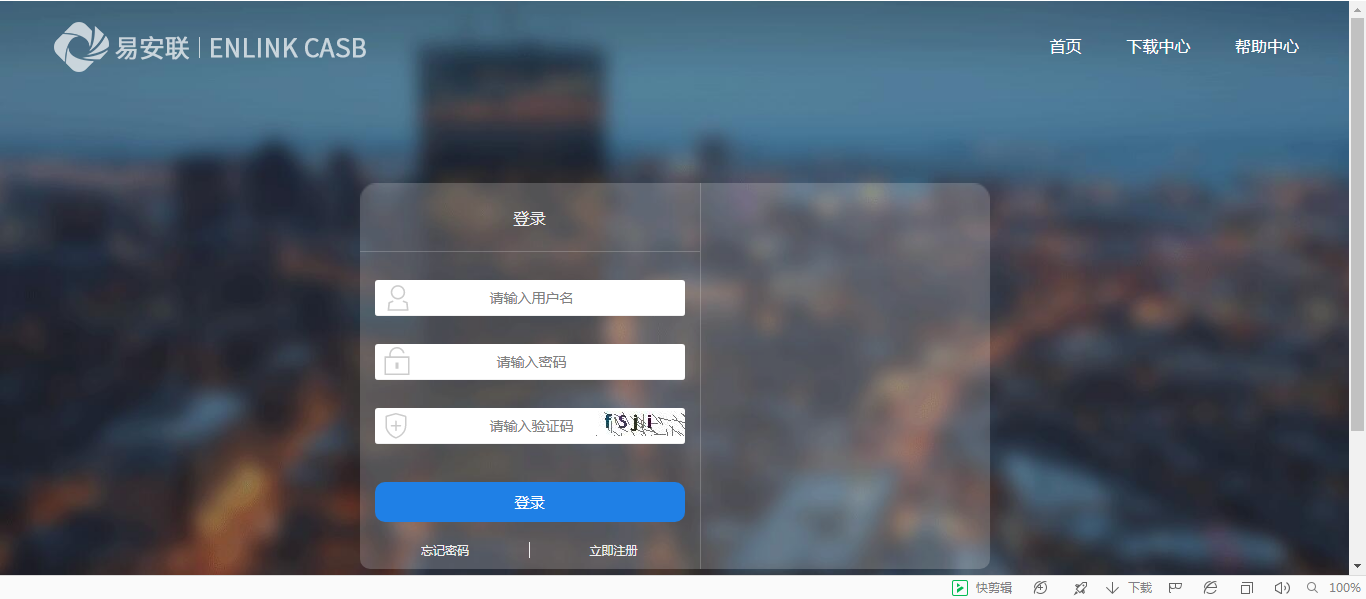 易安联 | ENLINK CASB
首页 下载中心 帮助中心
登录
请输入用户名
请输入密码
请输入验证码 fSji
登录
忘记密码 | 立即注册
快剪辑 下载 100%